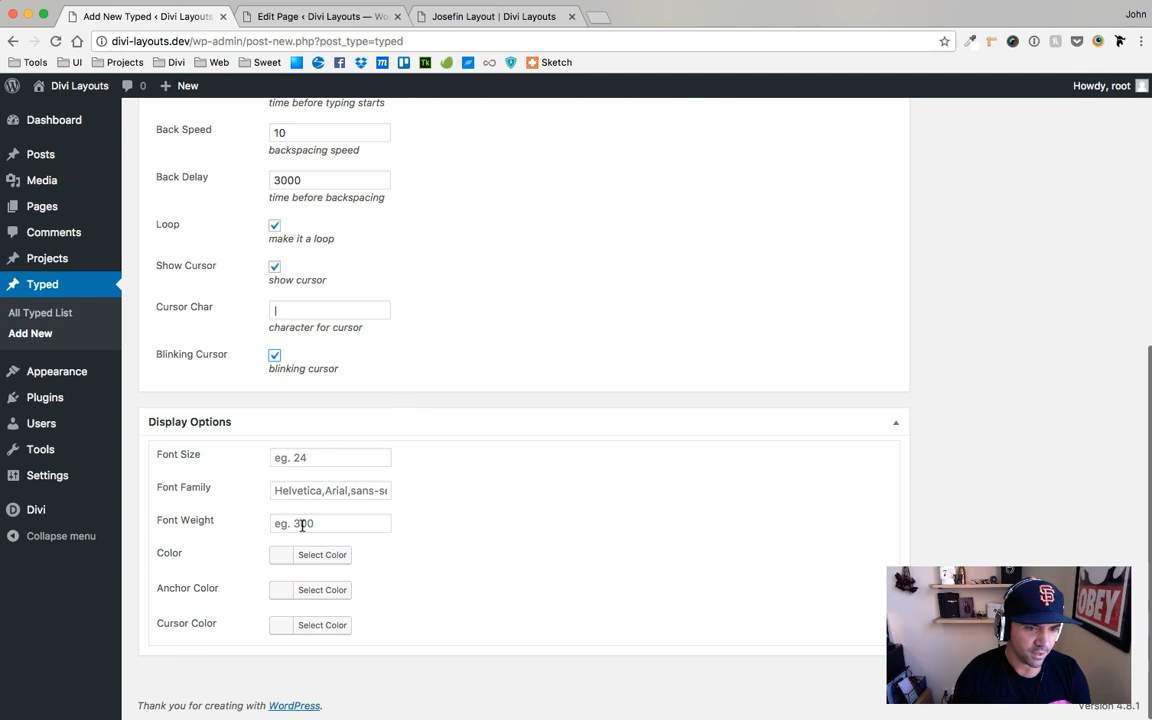 Add New Typed < Divi Layouts
Edit Page < Divi Layouts — Wo
Josefin Layout | Divi Layouts
John
divi-layouts.dev/wp-admin/post-new.php?post_type=typed
Tools UI Projects Divi Web Sweet Sketch
Divi Layouts 0 New
Howdy, root
Dashboard
Posts
Media
Pages
Comments
Projects
Typed
All Typed List
Add New
Appearance
Plugins
Users
Tools
Settings
Divi
Collapse menu
time before typing starts
Back Speed 10
backspacing speed
Back Delay 3000
time before backspacing
Loop
make it a loop
Show Cursor
show cursor
Cursor Char |
character for cursor
Blinking Cursor
blinking cursor
Display Options
Font Size eg. 24
Font Family Helvetica,Arial,sans-se
Font Weight eg. 300
Color Select Color
Anchor Color Select Color
Cursor Color Select Color
OBEY
Thank you for creating with WordPress.
Version 4.8.1